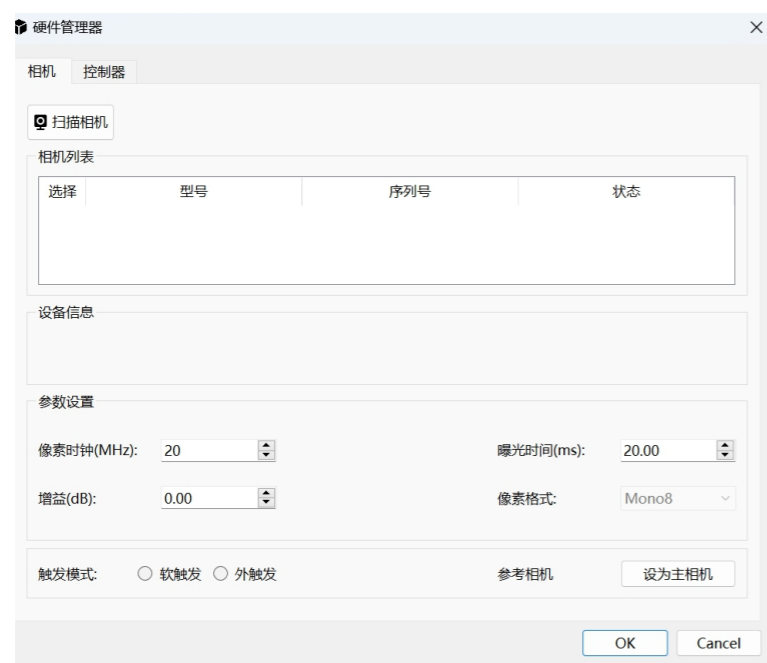 硬件管理器
相机 控制器
扫描相机
相机列表
选择 型号 序列号 状态
设备信息
参数设置
像素时钟(MHz): 20 曝光时间(ms): 20.00
增益(dB): 0.00 像素格式: Mono8
触发模式: 软触发 外触发 参考相机 设为主相机
OK Cancel